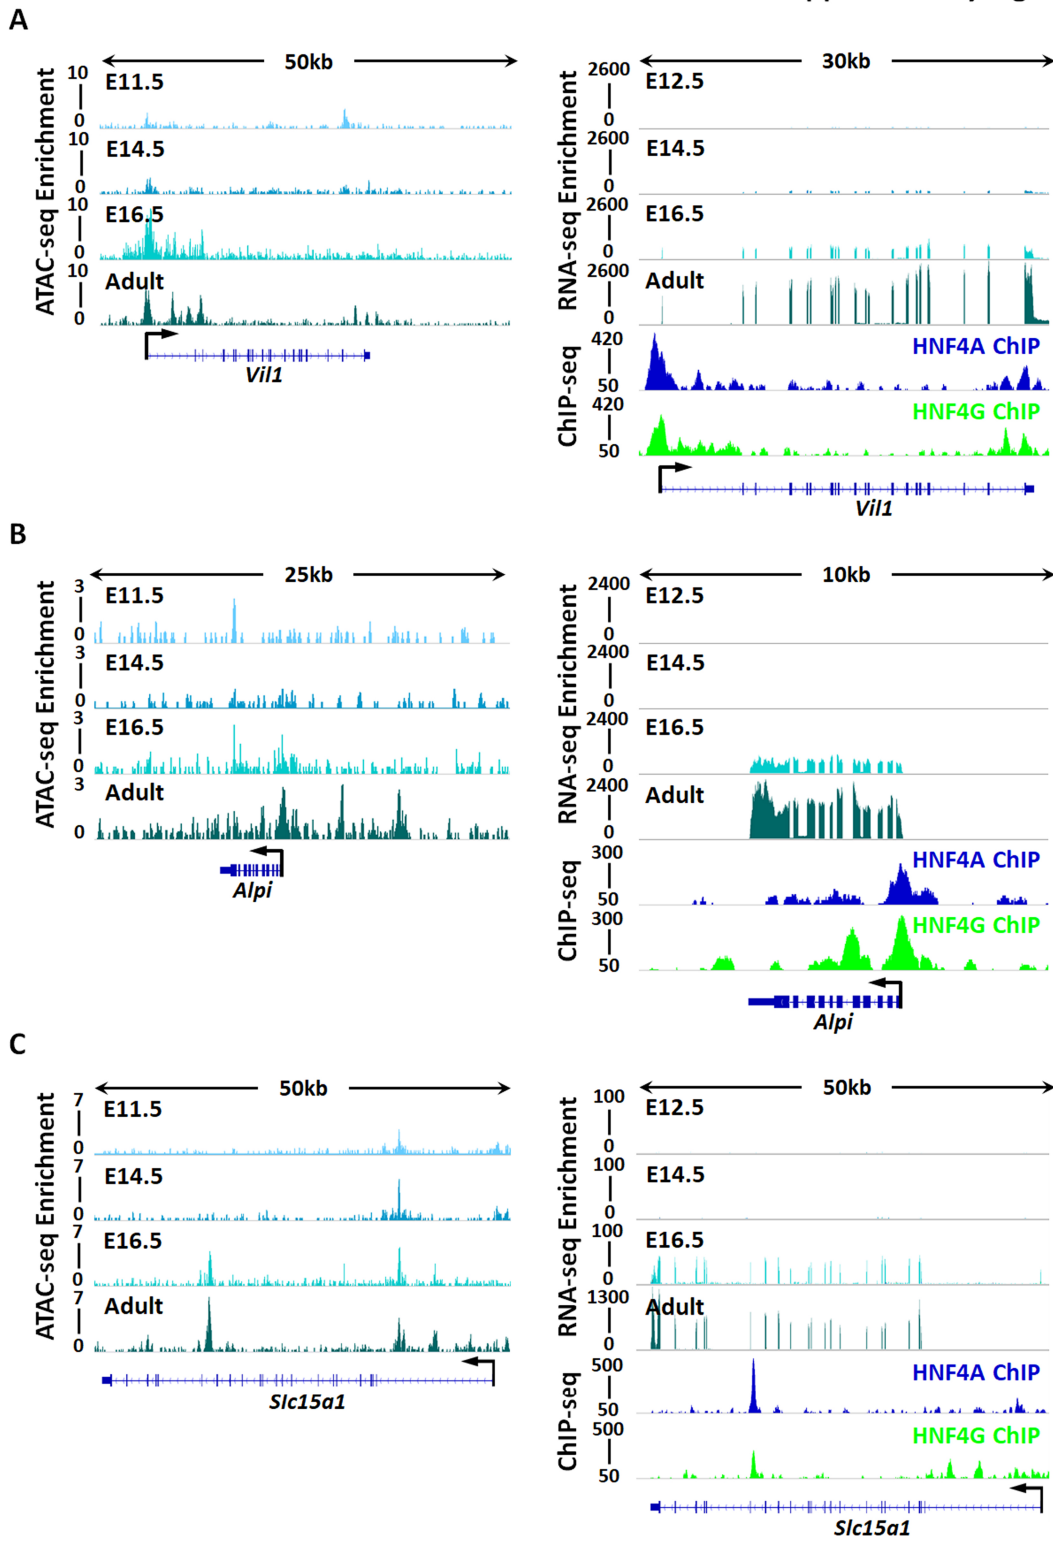 A
50kb
ATAC-seq Enrichment
10
0
E11.5
10
0
E14.5
10
0
E16.5
10
0
Adult
Vil1
30kb
RNA-seq Enrichment
2600
0
E12.5
2600
0
E14.5
2600
0
E16.5
2600
0
Adult
ChIP-seq
420
50
HNF4A ChIP
420
50
HNF4G ChIP
Vil1
B
25kb
ATAC-seq Enrichment
3
0
E11.5
3
0
E14.5
3
0
E16.5
3
0
Adult
Alpi
10kb
RNA-seq Enrichment
2400
0
E12.5
2400
0
E14.5
2400
0
E16.5
2400
0
Adult
ChIP-seq
300
50
HNF4A ChIP
300
50
HNF4G ChIP
Alpi
C
50kb
ATAC-seq Enrichment
7
0
E11.5
7
0
E14.5
7
0
E16.5
7
0
Adult
Slc15a1
50kb
RNA-seq Enrichment
100
0
E12.5
100
0
E14.5
100
0
E16.5
1300
0
Adult
ChIP-seq
500
50
HNF4A ChIP
500
50
HNF4G ChIP
Slc15a1